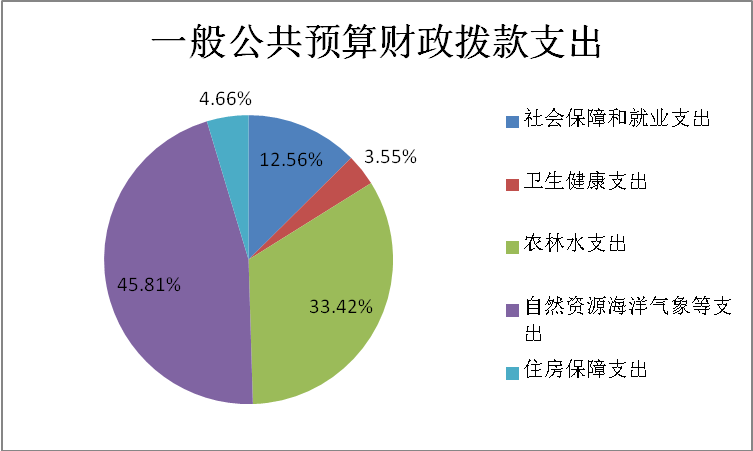 一般公共预算财政拨款支出
4.66%
12.56%
3.55%
45.81%
33.42%
社会保障和就业支出
卫生健康支出
农林水支出
自然资源海洋气象等支
出
住房保障支出